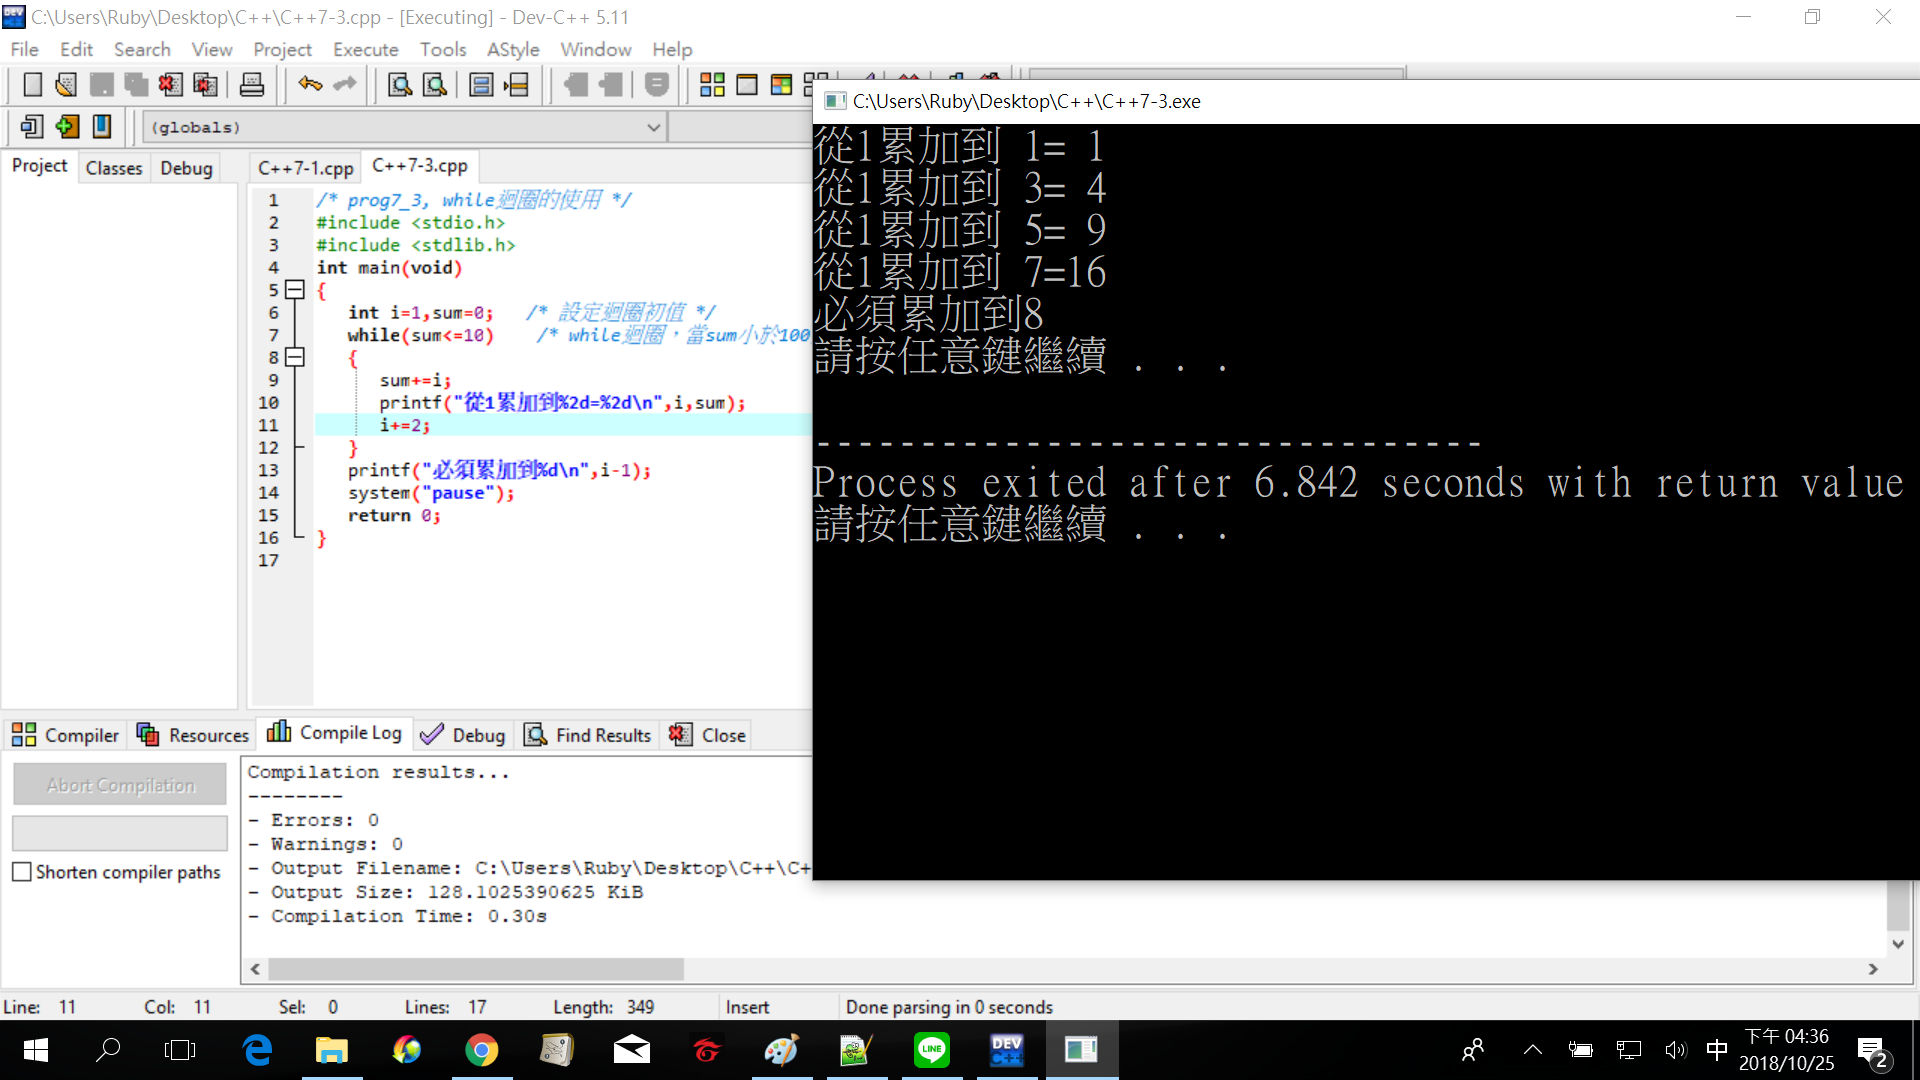 C:\Users\Ruby\Desktop\C++\C++7-3.cpp - [Executing] - Dev-C++ 5.11
File Edit Search View Project Execute Tools AStyle Window Help
(globals)
Project Classes Debug
C++7-1.cpp C++7-3.cpp
1 /* prog7_3, while迴圈的使用 */
2 #include <stdio.h>
3 #include <stdlib.h>
4 int main(void)
5 {
6 int i=1,sum=0; /* 設定迴圈初值 */
7 while(sum<=10) /* while迴圈，當sum小於100
8 {
9 sum+=i;
10 printf("從1累加到%2d=%2d\n",i,sum);
11 i+=2;
12 }
13 printf("必須累加到%d\n",i-1);
14 system("pause");
15 return 0;
16 }
17
C:\Users\Ruby\Desktop\C++\C++7-3.exe
從1累加到 1= 1
從1累加到 3= 4
從1累加到 5= 9
從1累加到 7=16
必須累加到8
請按任意鍵繼續 . . .
--------------------------------
Process exited after 6.842 seconds with return value
請按任意鍵繼續 . . .
Compiler Resources Compile Log Debug Find Results Close
Abort Compilation
Shorten compiler paths
Compilation results...
--------
- Errors: 0
- Warnings: 0
- Output Filename: C:\Users\Ruby\Desktop\C++\C+
- Output Size: 128.1025390625 KiB
- Compilation Time: 0.30s
Line: 11 Col: 11 Sel: 0 Lines: 17 Length: 349 Insert Done parsing in 0 seconds
LINE
DEV C++
中
下午 04:36
2018/10/25
2